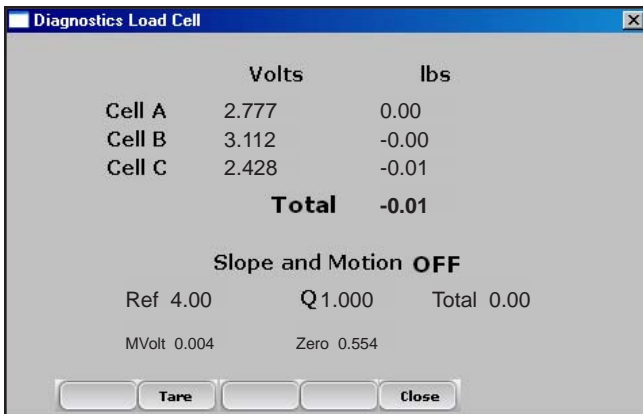 Diagnostics Load Cell
Volts lbs
Cell A 2.777 0.00
Cell B 3.112 -0.00
Cell C 2.428 -0.01
Total -0.01
Slope and Motion OFF
Ref 4.00 Q 1.000 Total 0.00
MVolt 0.004 Zero 0.554
Tare Close